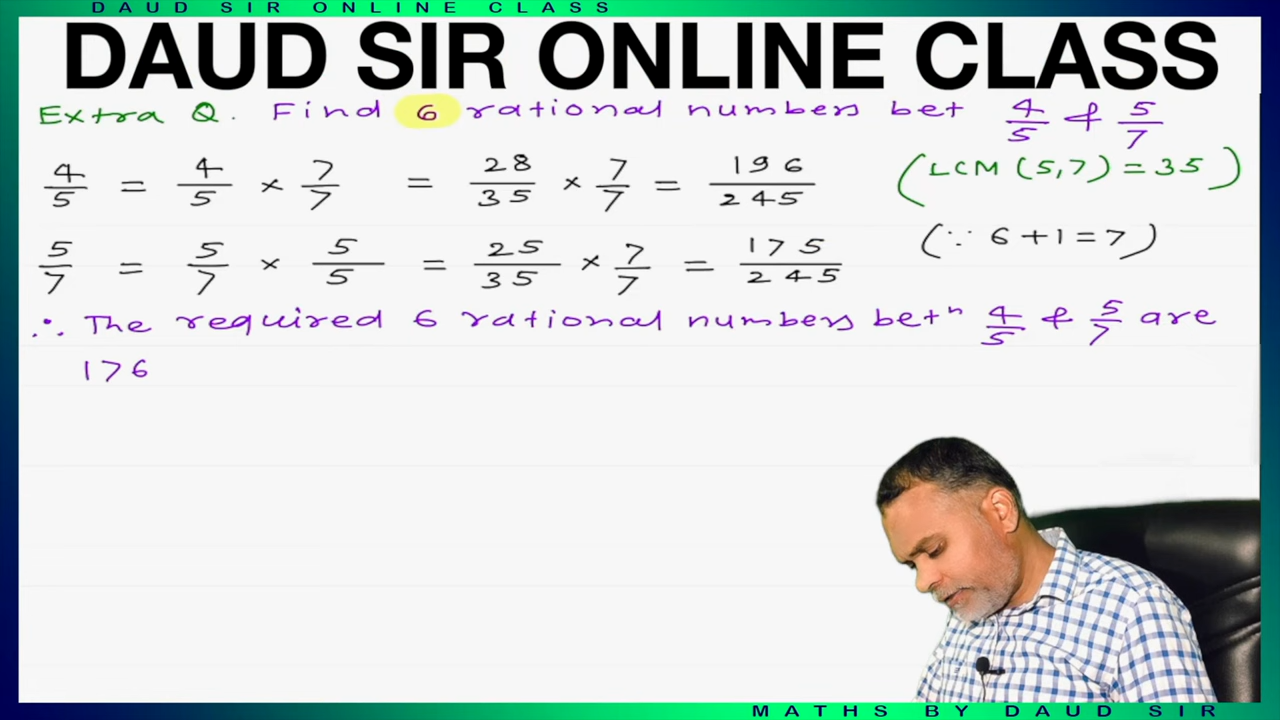 DAUD SIR ONLINE CLASS
DAUD SIR ONLINE CLASS
Extra Q. Find 6 rational numbers bet 4/5 & 5/7
4/5 = 4/5 × 7/7 = 28/35 × 7/7 = 196/245 (LCM (5,7) = 35)
(∵ 6+1=7)
5/7 = 5/7 × 5/5 = 25/35 × 7/7 = 175/245
∴ The required 6 rational numbers betⁿ 4/5 & 5/7 are
176
MATHS BY DAUD SIR